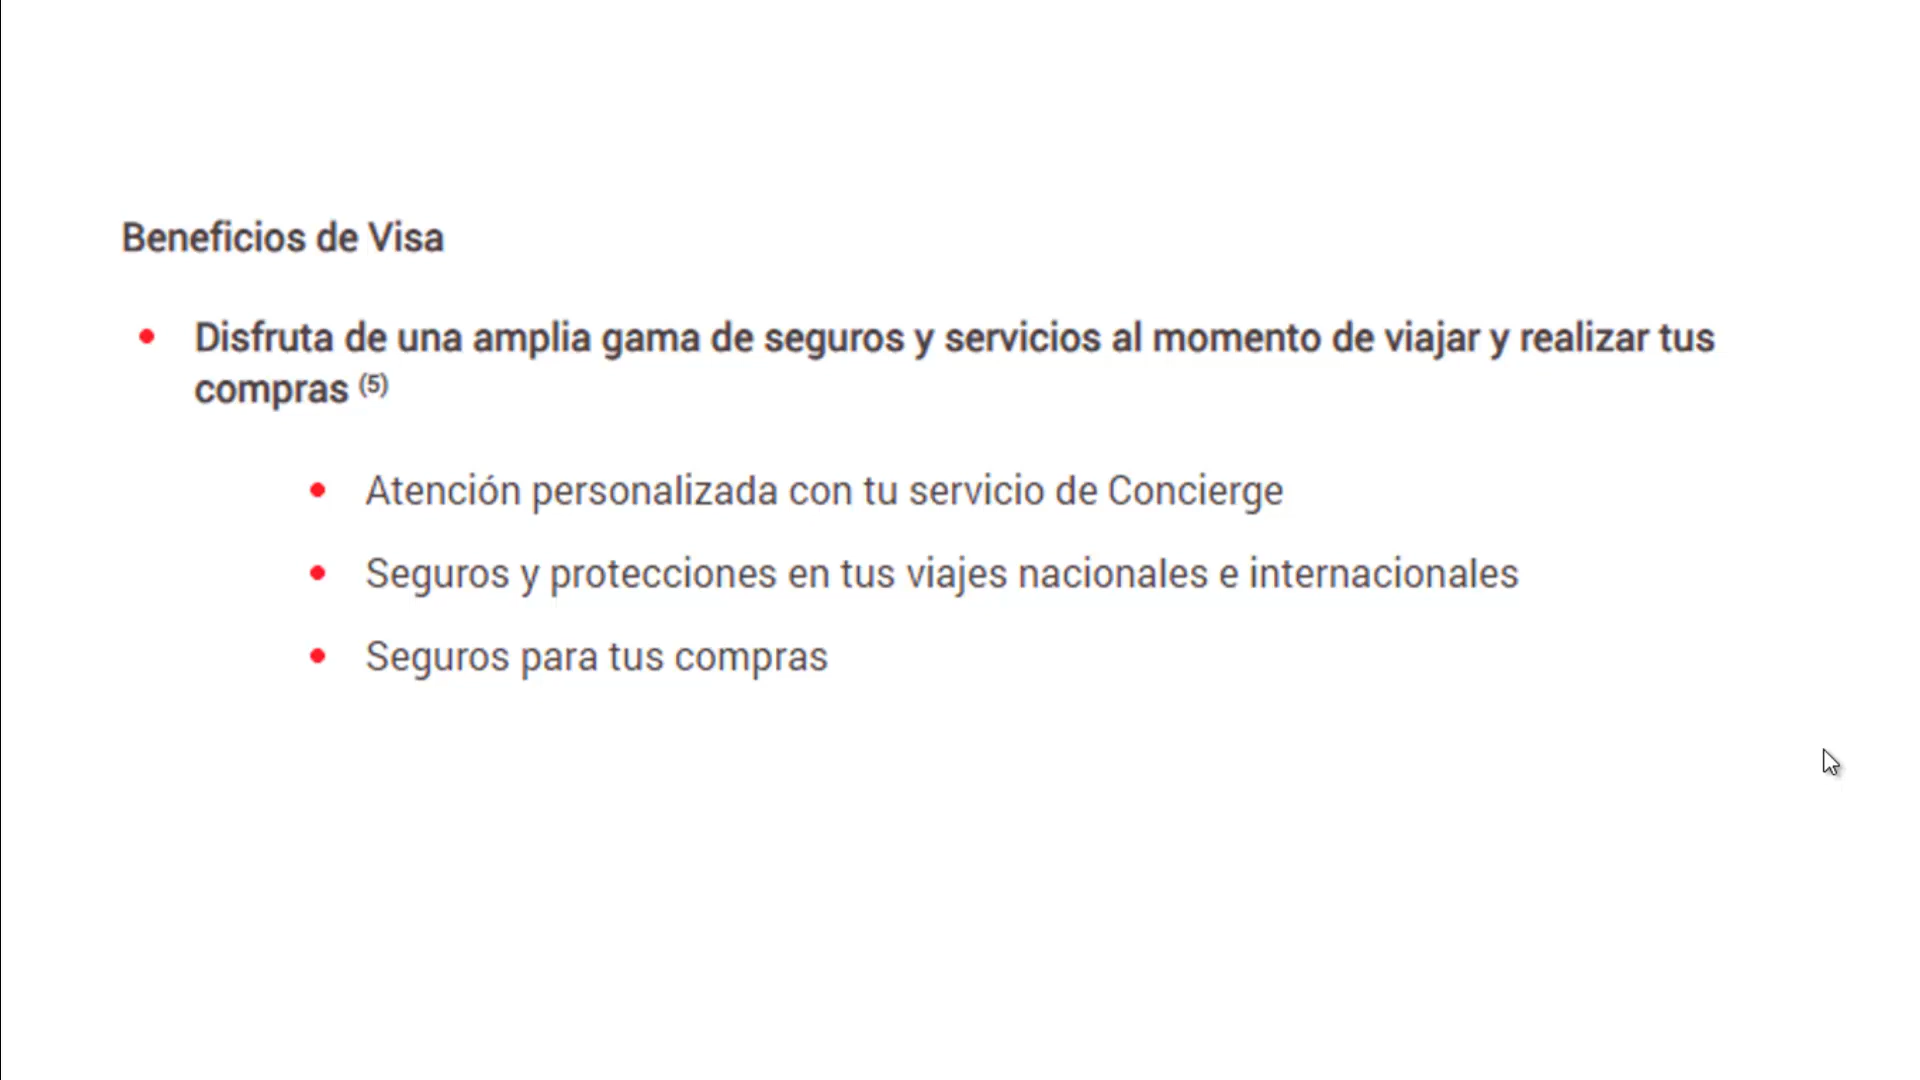 Beneficios de Visa
• Disfruta de una amplia gama de seguros y servicios al momento de viajar y realizar tus
compras (5)
• Atención personalizada con tu servicio de Concierge
• Seguros y protecciones en tus viajes nacionales e internacionales
• Seguros para tus compras